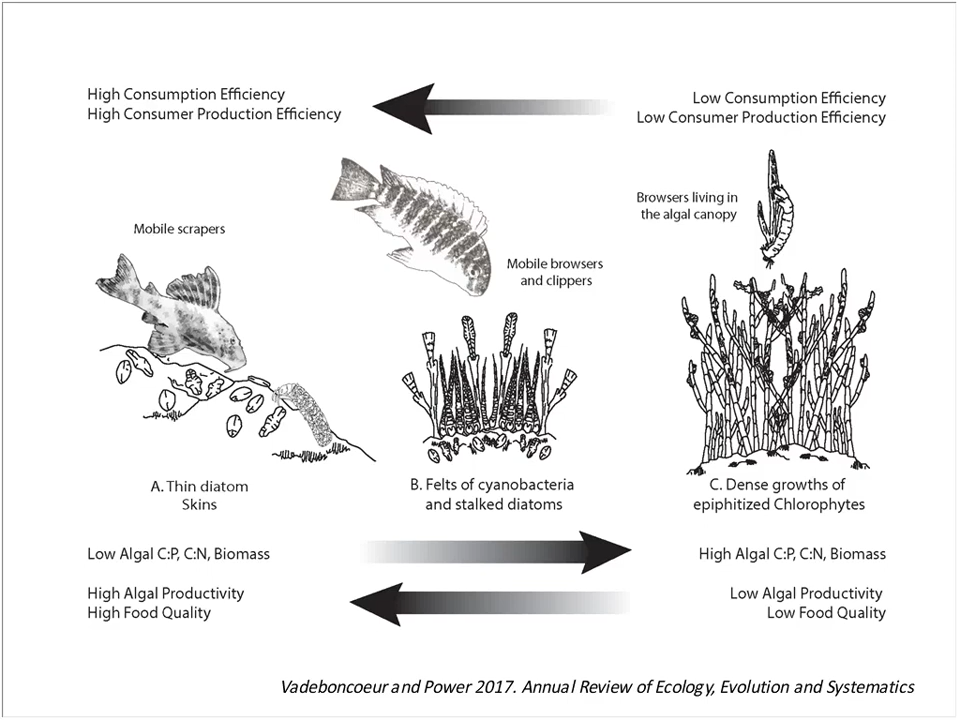 High Consumption Efficiency
High Consumer Production Efficiency
Low Consumption Efficiency
Low Consumer Production Efficiency
Mobile scrapers
Mobile browsers
and clippers
Browsers living in
the algal canopy
A. Thin diatom
Skins
B. Felts of cyanobacteria
and stalked diatoms
C. Dense growths of
epiphitized Chlorophytes
Low Algal C:P, C:N, Biomass
High Algal C:P, C:N, Biomass
High Algal Productivity
High Food Quality
Low Algal Productivity
Low Food Quality
Vadeboncoeur and Power 2017. Annual Review of Ecology, Evolution and Systematics